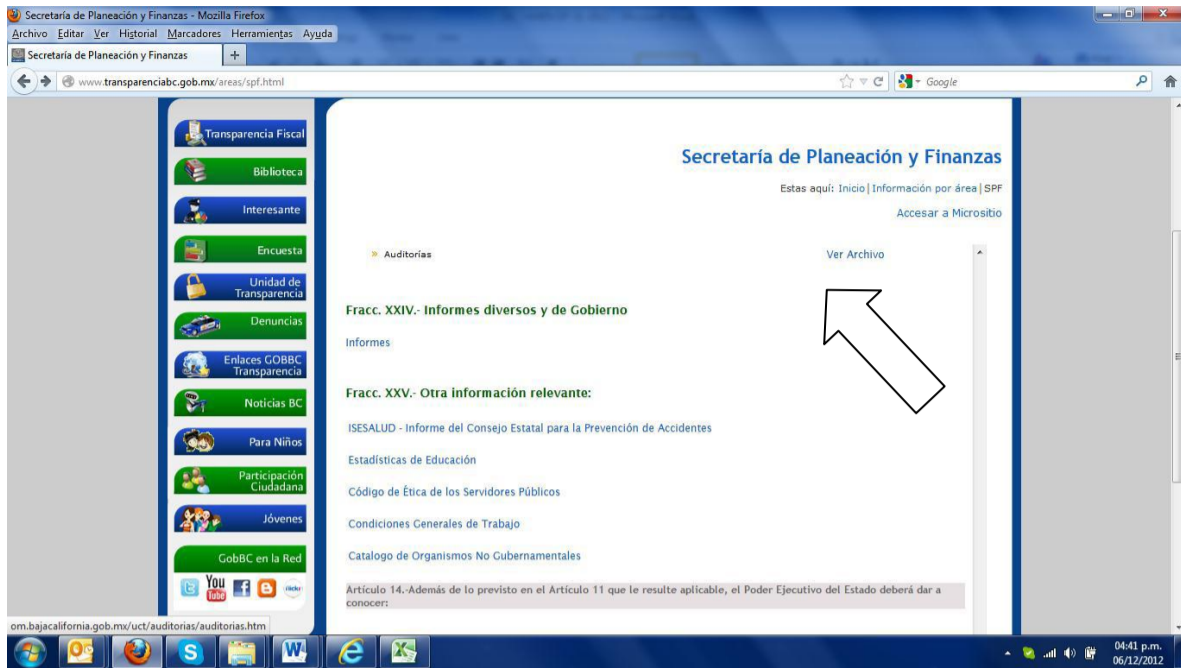 Secretaría de Planeación y Finanzas - Mozilla Firefox
Archivo Editar Ver Historial Marcadores Herramientas Ayuda
Secretaría de Planeación y Finanzas
www.transparenciabc.gob.mx/areas/spf.html
Google
Transparencia Fiscal
Biblioteca
Interesante
Encuesta
Unidad de
Transparencia
Denuncias
Enlaces GOBBC
Transparencia
Noticias BC
Para Niños
Participación
Ciudadana
Jóvenes
GobBC en la Red
You
Tube
Secretaría de Planeación y Finanzas
Estas aquí: Inicio | Información por área | SPF
Accesar a Micrositio
» Auditorías Ver Archivo
Fracc. XXIV.- Informes diversos y de Gobierno
Informes
Fracc. XXV.- Otra información relevante:
ISESALUD - Informe del Consejo Estatal para la Prevención de Accidentes
Estadísticas de Educación
Código de Ética de los Servidores Públicos
Condiciones Generales de Trabajo
Catalogo de Organismos No Gubernamentales
Artículo 14.-Además de lo previsto en el Artículo 11 que le resulte aplicable, el Poder Ejecutivo del Estado deberá dar a
conocer:
om.bajacalifornia.gob.mx/uct/auditorias/auditorias.htm
04:41 p.m.
06/12/2012